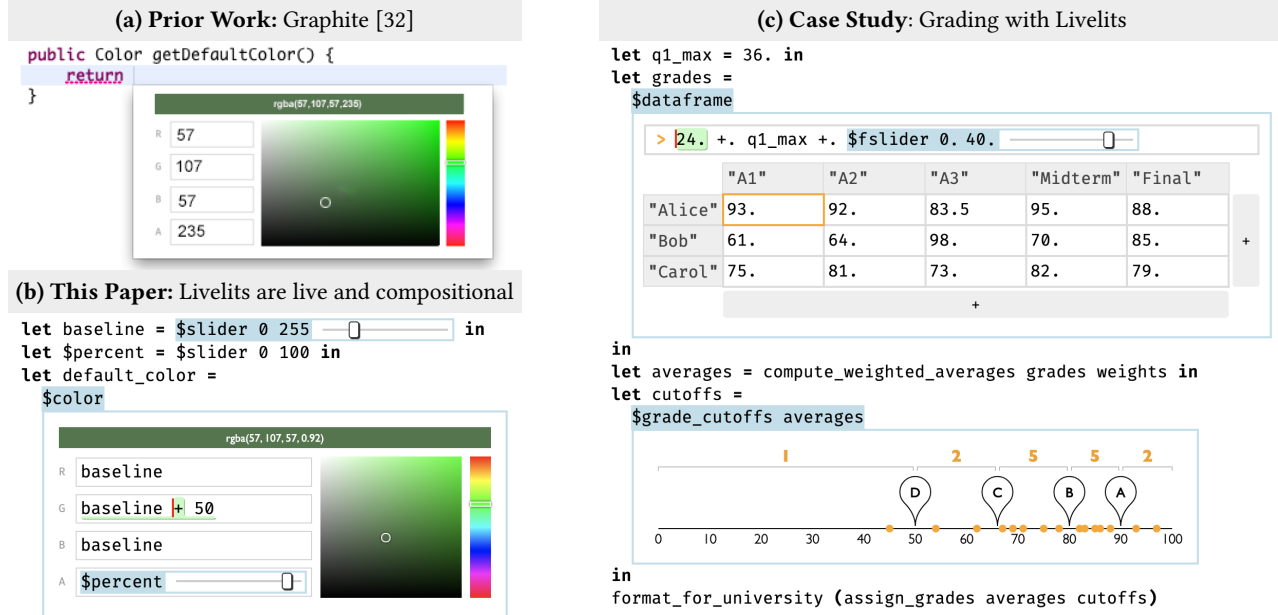 (a) Prior Work: Graphite [32]
public Color getDefaultColor() {
return
}
rgba(57,107,57,235)
R 57
G 107
B 57
A 235
(b) This Paper: Livelits are live and compositional
let baseline = $slider 0 255 in
let $percent = $slider 0 100 in
let default_color =
$color
rgba(57, 107, 57, 0.92)
R baseline
G baseline + 50
B baseline
A $percent
(c) Case Study: Grading with Livelits
let q1_max = 36. in
let grades =
$dataframe
> 24. +. q1_max +. $fslider 0. 40.
"A1" "A2" "A3" "Midterm" "Final"
"Alice" 93. 92. 83.5 95. 88.
"Bob" 61. 64. 98. 70. 85. +
"Carol" 75. 81. 73. 82. 79.
+
in
let averages = compute_weighted_averages grades weights in
let cutoffs =
$grade_cutoffs averages
1 2 5 5 2
D C B A
0 10 20 30 40 50 60 70 80 90 100
in
format_for_university (assign_grades averages cutoffs)